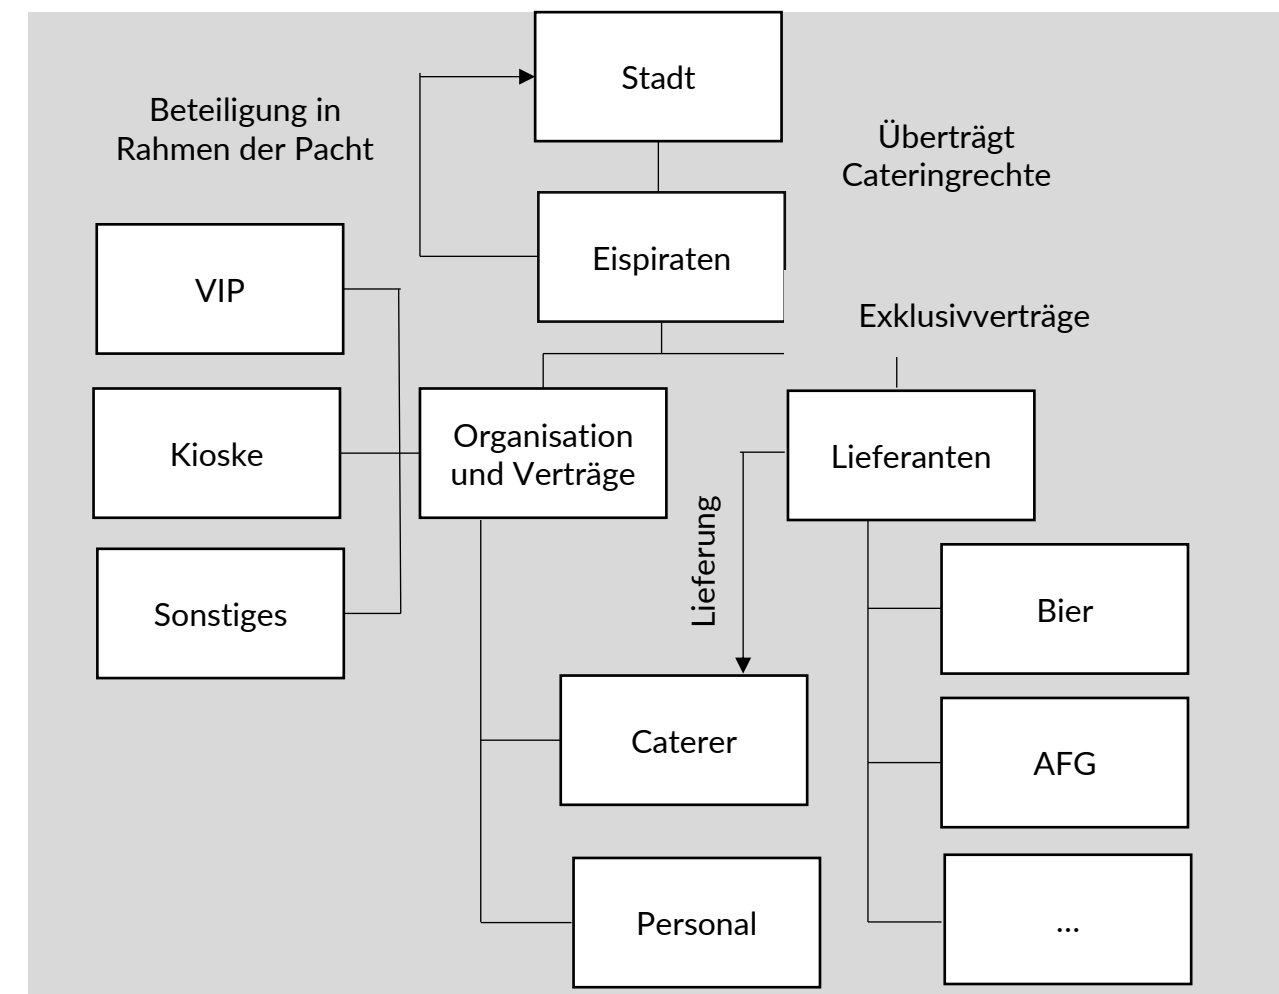 Stadt
Beteiligung in
Rahmen der Pacht
Überträgt
Cateringrechte
Eispiraten
VIP
Exklusivverträge
Kioske
Organisation
und Verträge
Lieferanten
Lieferung
Sonstiges
Bier
Caterer
AFG
Personal
...